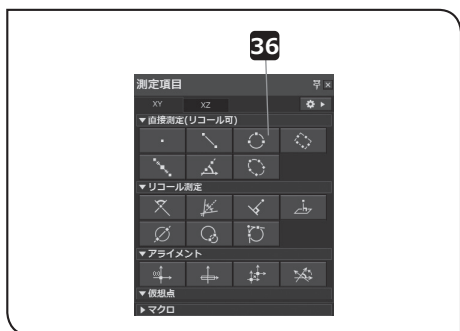 36
測定項目
XY XZ
▼直接測定(リコール可)
▼リコール測定
▼アライメント
▼仮想点
▶マクロ